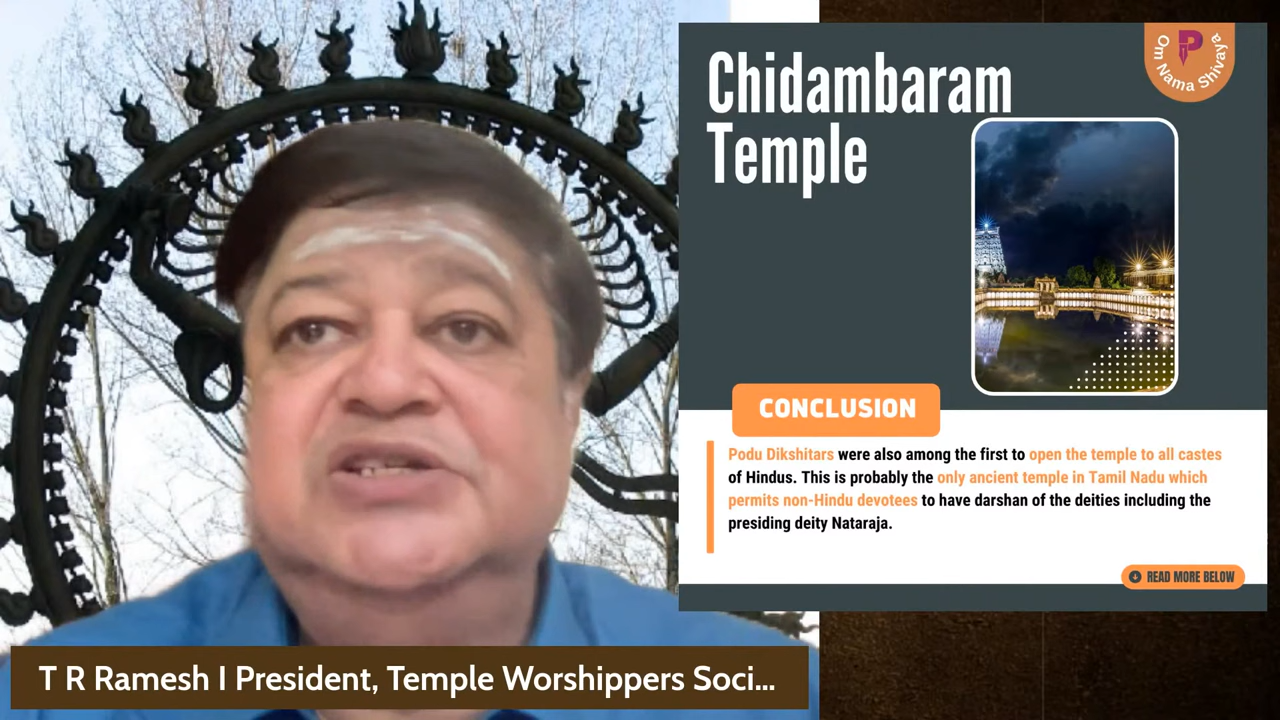 Chidambaram
Temple
P
Om Nama Shivaya
CONCLUSION
Podu Dikshitars were also among the first to open the temple to all castes
of Hindus. This is probably the only ancient temple in Tamil Nadu which
permits non-Hindu devotees to have darshan of the deities including the
presiding deity Nataraja.
READ MORE BELOW
T R Ramesh I President, Temple Worshippers Soci...